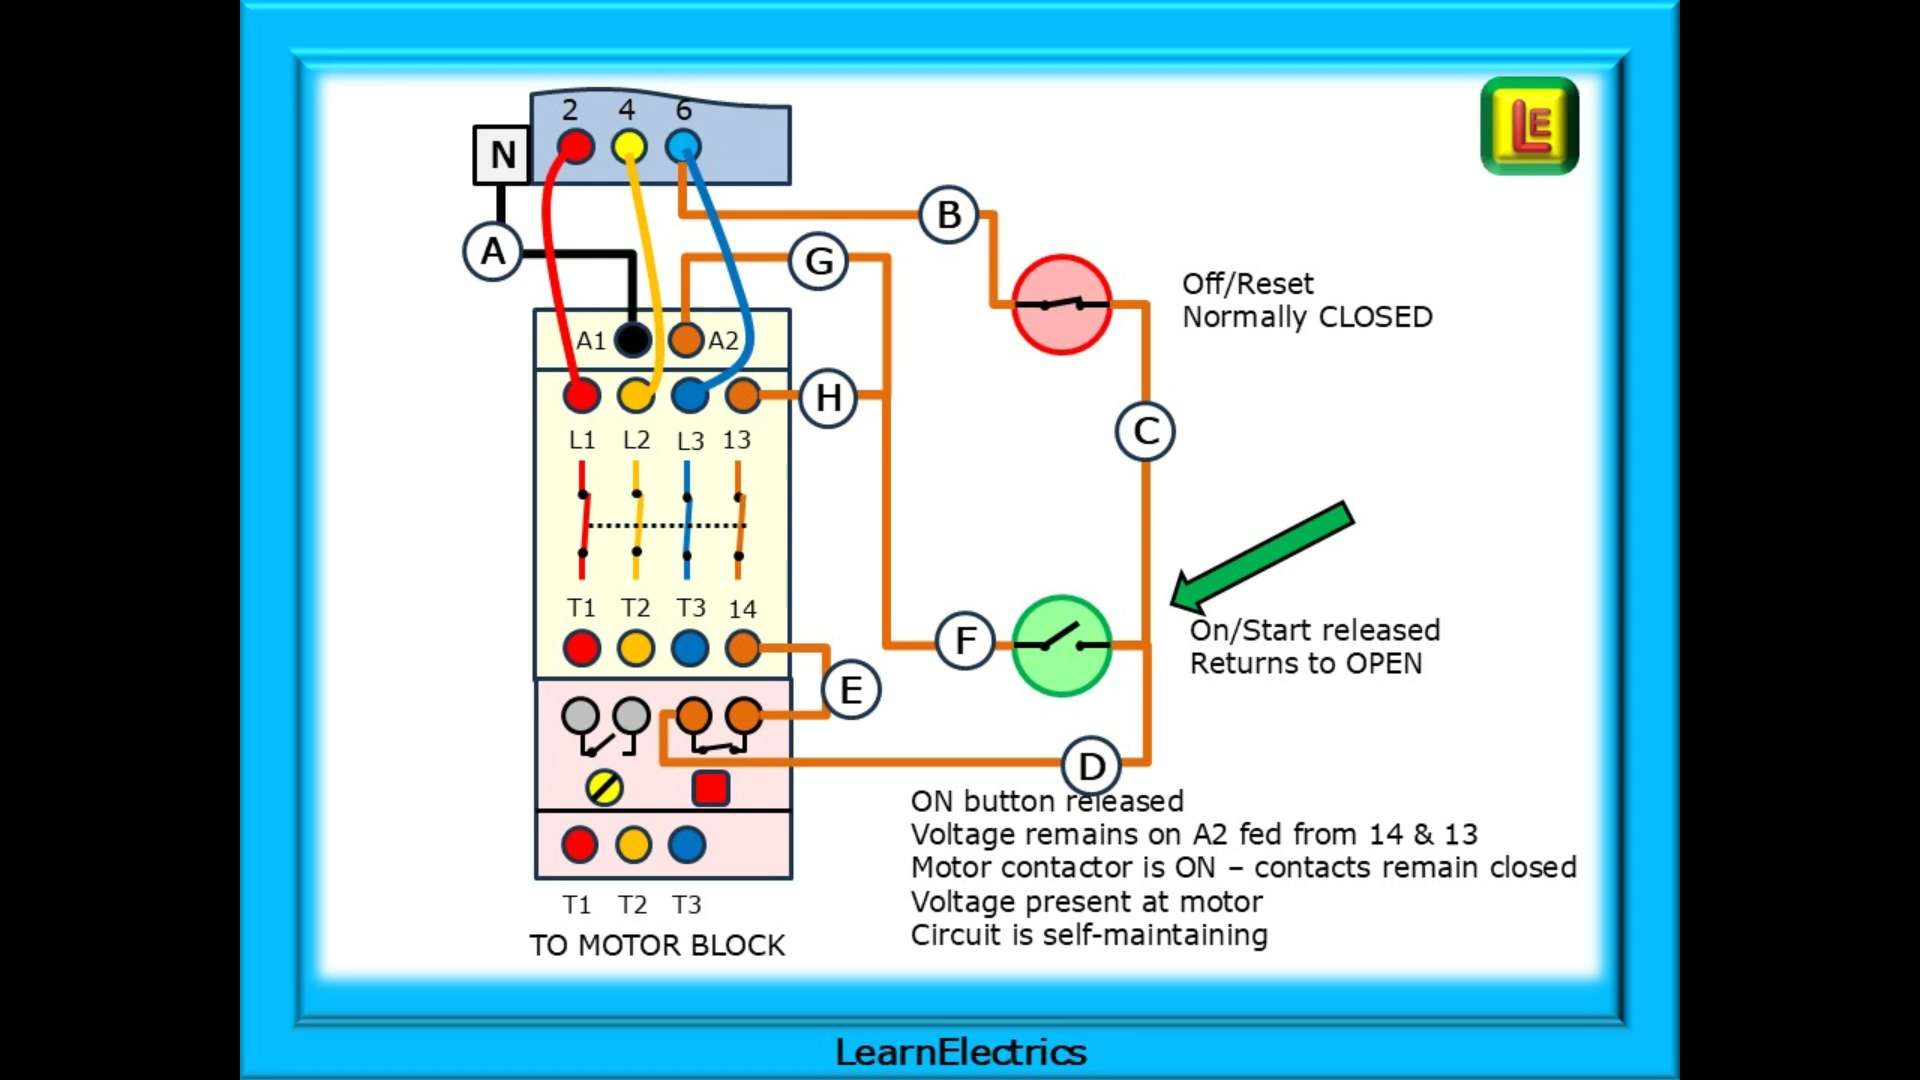 2 4 6
N
B
A
G
Off/Reset
Normally CLOSED
A1 A2
H
L1 L2 L3 13
C
T1 T2 T3 14
F
On/Start released
Returns to OPEN
E
D
ON button released
Voltage remains on A2 fed from 14 & 13
Motor contactor is ON – contacts remain closed
Voltage present at motor
Circuit is self-maintaining
T1 T2 T3
TO MOTOR BLOCK
LE
LearnElectrics